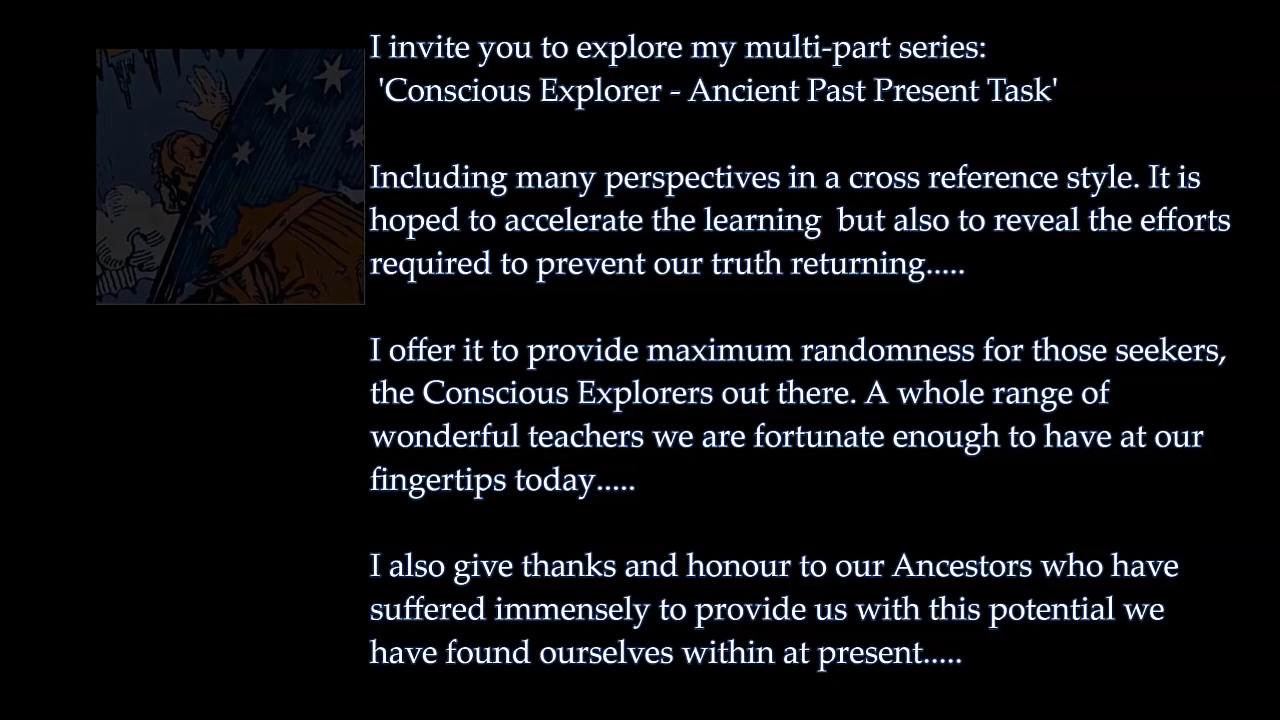 I invite you to explore my multi-part series:
'Conscious Explorer - Ancient Past Present Task'
Including many perspectives in a cross reference style. It is
hoped to accelerate the learning  but also to reveal the efforts
required to prevent our truth returning.....
I offer it to provide maximum randomness for those seekers,
the Conscious Explorers out there. A whole range of
wonderful teachers we are fortunate enough to have at our
fingertips today.....
I also give thanks and honour to our Ancestors who have
suffered immensely to provide us with this potential we
have found ourselves within at present.....